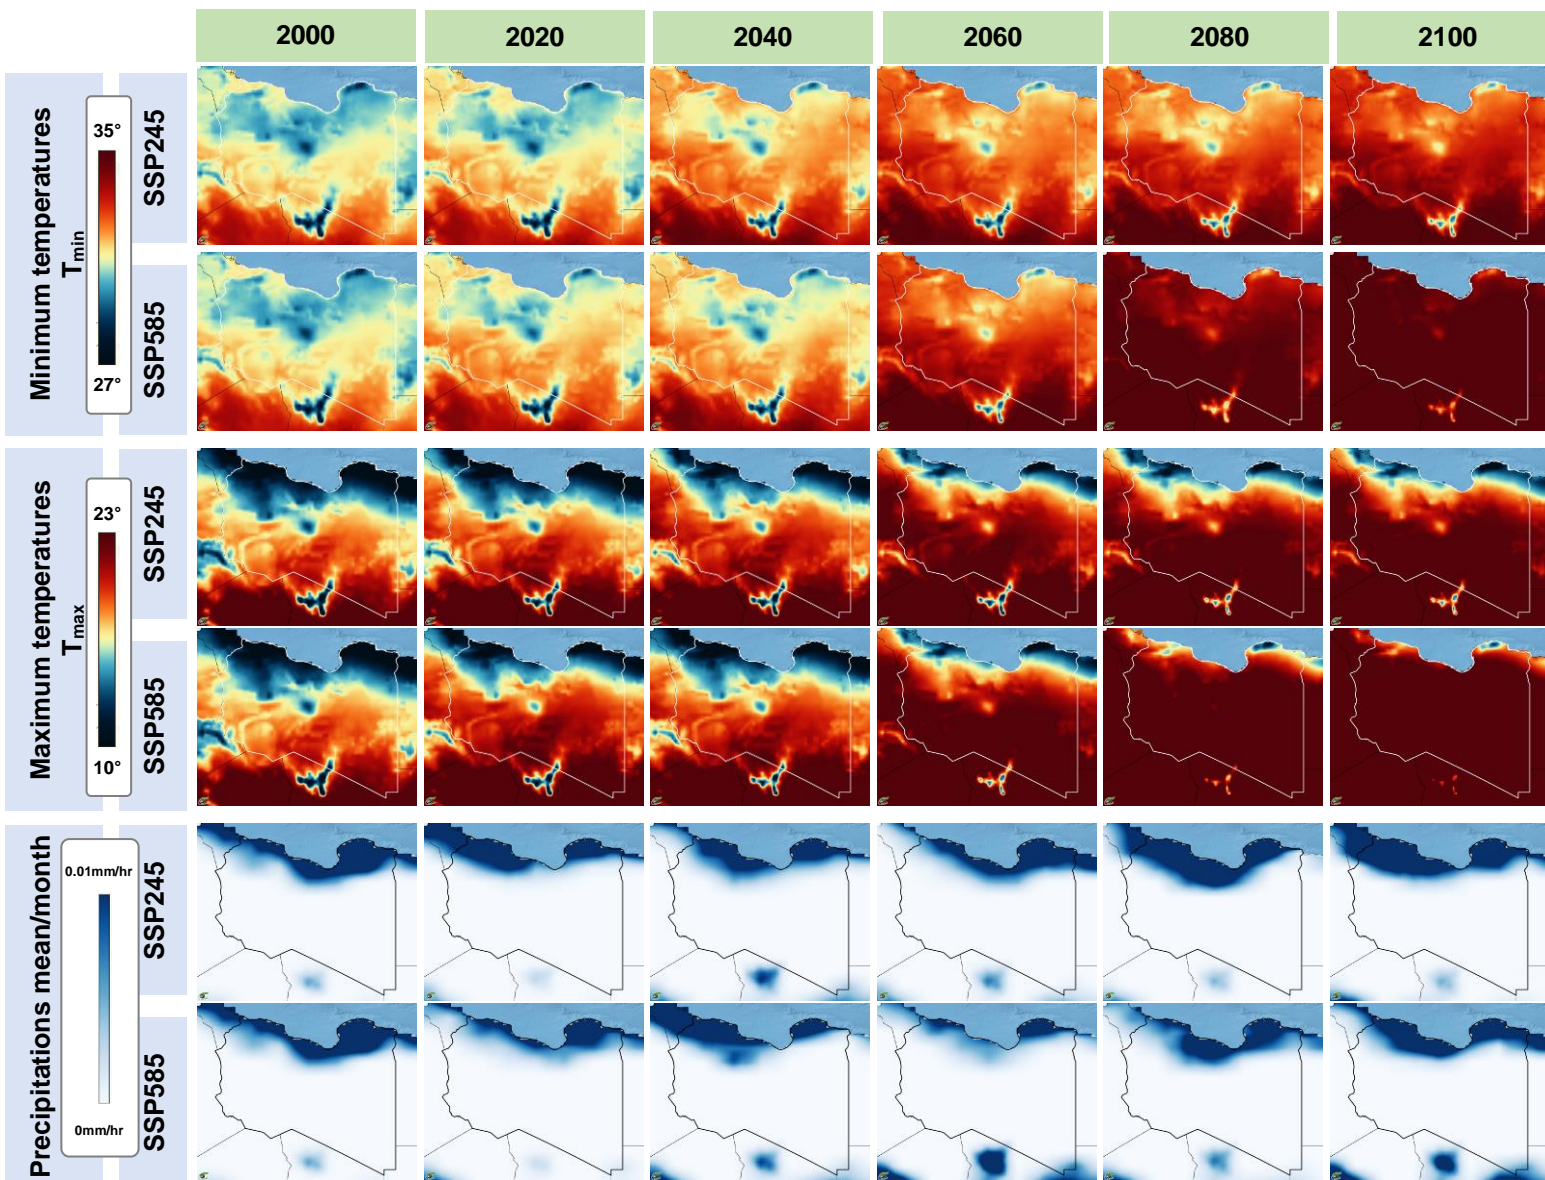 2000 2020 2040 2060 2080 2100
Minimum temperatures
Tmin
35°
27°
SSP245
SSP585
Maximum temperatures
Tmax
23°
10°
SSP245
SSP585
Precipitations mean/month
0.01mm/hr
0mm/hr
SSP245
SSP585